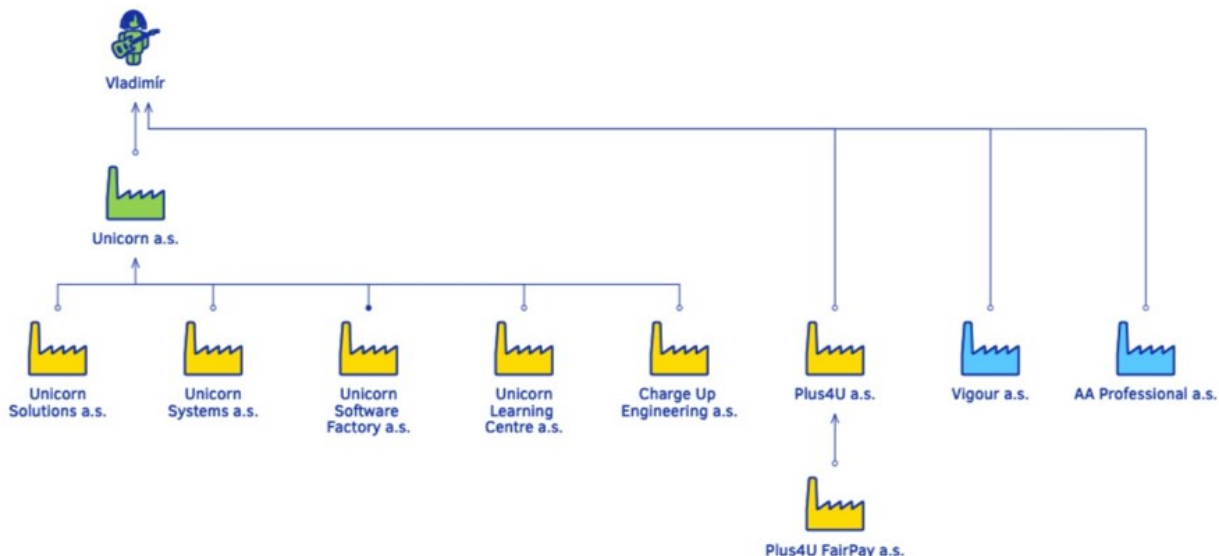 Vladimír
Unicorn a.s.
Unicorn
Solutions a.s.
Unicorn
Systems a.s.
Unicorn
Software
Factory a.s.
Unicorn
Learning
Centre a.s.
Charge Up
Engineering a.s.
Plus4U a.s.
Vigour a.s.
AA Professional a.s.
Plus4U FairPay a.s.